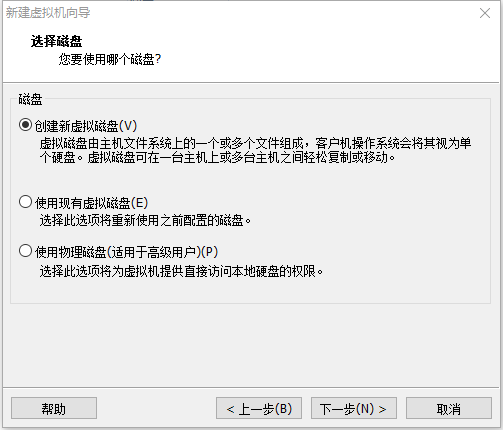 新建虚拟机向导
选择磁盘
您要使用哪个磁盘?
磁盘
创建新虚拟磁盘(V)
虚拟磁盘由主机文件系统上的一个或多个文件组成，客户机操作系统会将其视为单
个硬盘。虚拟磁盘可在一台主机上或多台主机之间轻松复制或移动。
使用现有虚拟磁盘(E)
选择此选项将重新使用之前配置的磁盘。
使用物理磁盘(适用于高级用户)(P)
选择此选项将为虚拟机提供直接访问本地硬盘的权限。
帮助
< 上一步(B)
下一步(N) >
取消